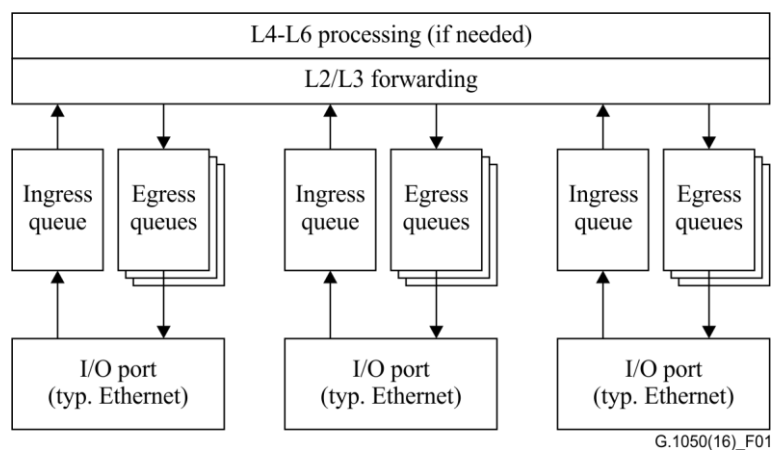 L4-L6 processing (if needed)
L2/L3 forwarding
Ingress
queue
Egress
queues
Ingress
queue
Egress
queues
Ingress
queue
Egress
queues
I/O port
(typ. Ethernet)
I/O port
(typ. Ethernet)
I/O port
(typ. Ethernet)
G.1050(16)_F01